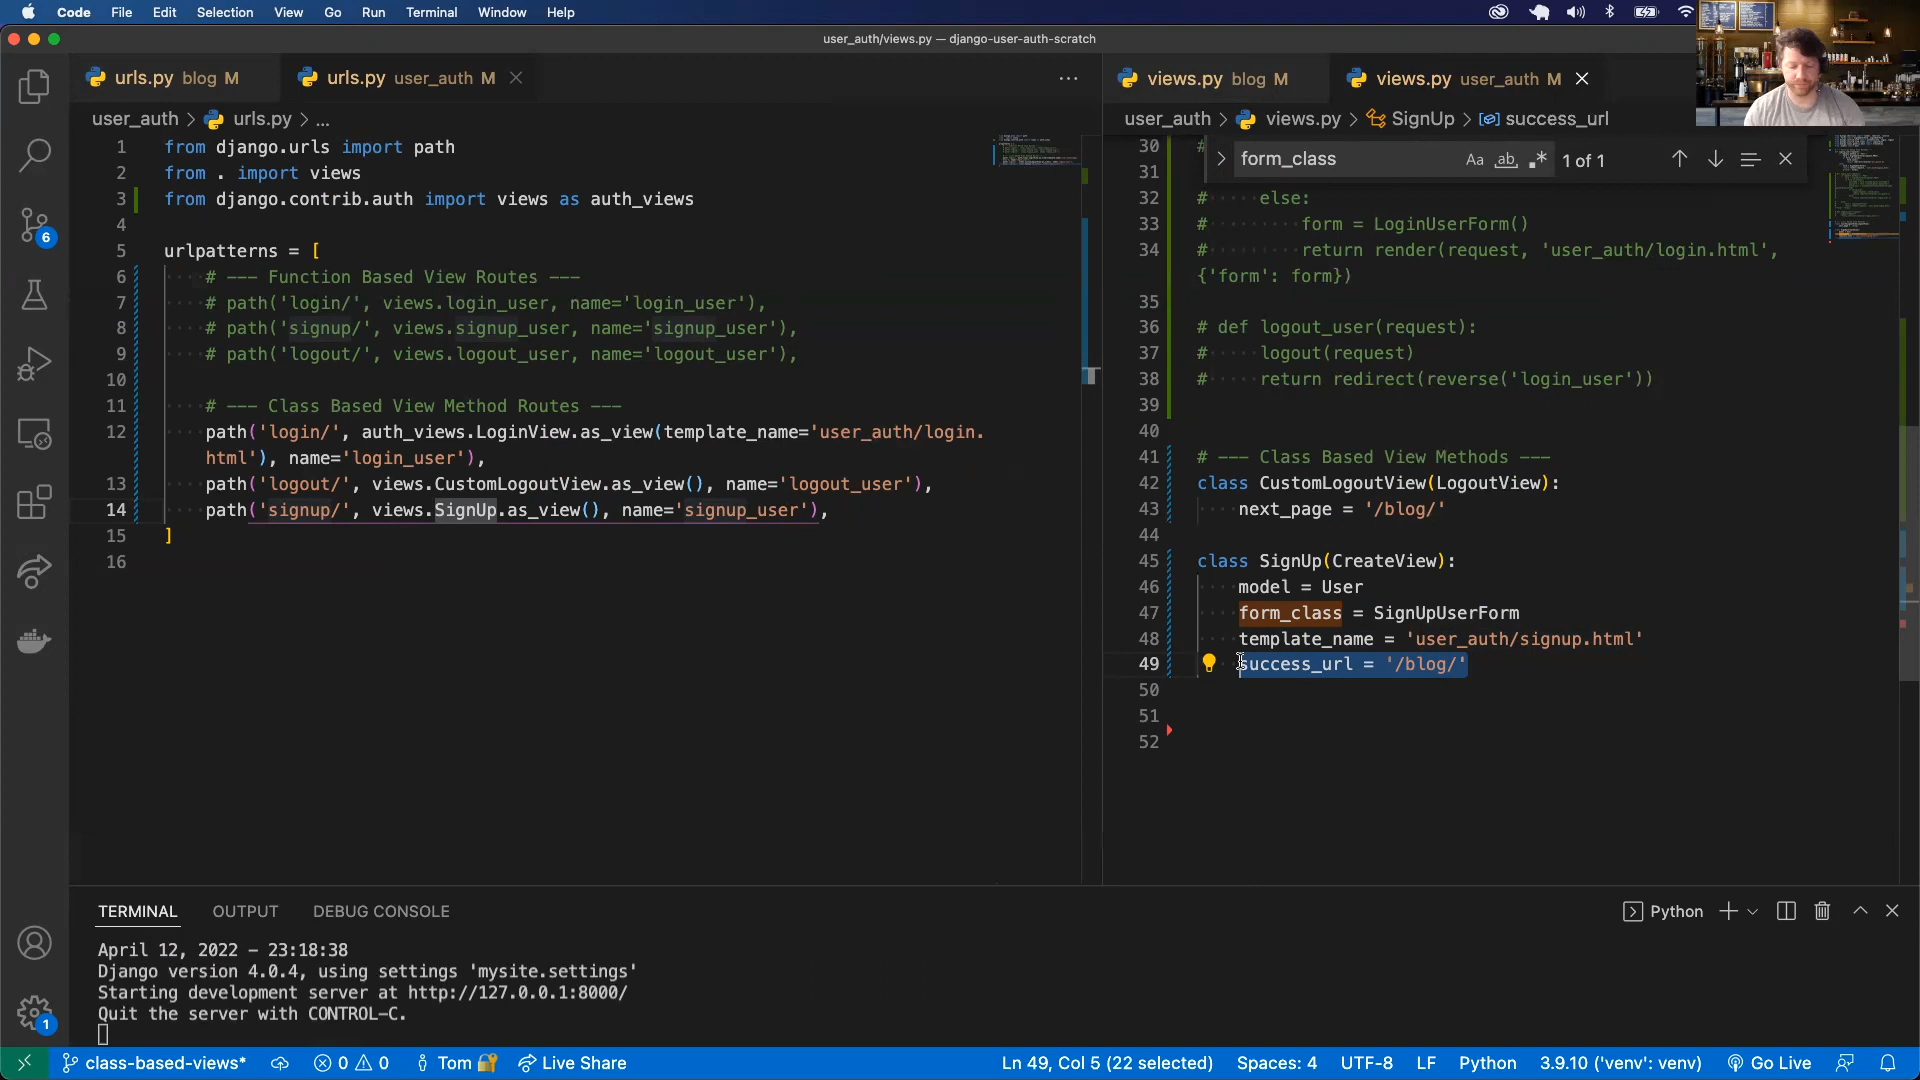 Code File Edit Selection View Go Run Terminal Window Help
user_auth/views.py — django-user-auth-scratch
urls.py blog M
urls.py user_auth M
user_auth > urls.py > ...
1 from django.urls import path
2 from . import views
3 from django.contrib.auth import views as auth_views
4
5 urlpatterns = [
6 # --- Function Based View Routes ---
7 # path('login/', views.login_user, name='login_user'),
8 # path('signup/', views.signup_user, name='signup_user'),
9 # path('logout/', views.logout_user, name='logout_user'),
10
11 # --- Class Based View Method Routes ---
12 path('login/', auth_views.LoginView.as_view(template_name='user_auth/login.
html'), name='login_user'),
13 path('logout/', views.CustomLogoutView.as_view(), name='logout_user'),
14 path('signup/', views.SignUp.as_view(), name='signup_user'),
15 ]
16
views.py blog M
views.py user_auth M
user_auth > views.py > SignUp > success_url
form_class Aa ab 1 of 1
30 #
31
32 # else:
33 # form = LoginUserForm()
34 # return render(request, 'user_auth/login.html',
{'form': form})
35
36 # def logout_user(request):
37 # logout(request)
38 # return redirect(reverse('login_user'))
39
40
41 # --- Class Based View Methods ---
42 class CustomLogoutView(LogoutView):
43 next_page = '/blog/'
44
45 class SignUp(CreateView):
46 model = User
47 form_class = SignUpUserForm
48 template_name = 'user_auth/signup.html'
49 success_url = '/blog/'
50
51
52
6
1
TERMINAL OUTPUT DEBUG CONSOLE
Python
April 12, 2022 - 23:18:38
Django version 4.0.4, using settings 'mysite.settings'
Starting development server at http://127.0.0.1:8000/
Quit the server with CONTROL-C.
class-based-views* 0 0 Tom Live Share
Ln 49, Col 5 (22 selected) Spaces: 4 UTF-8 LF Python 3.9.10 ('venv': venv) Go Live